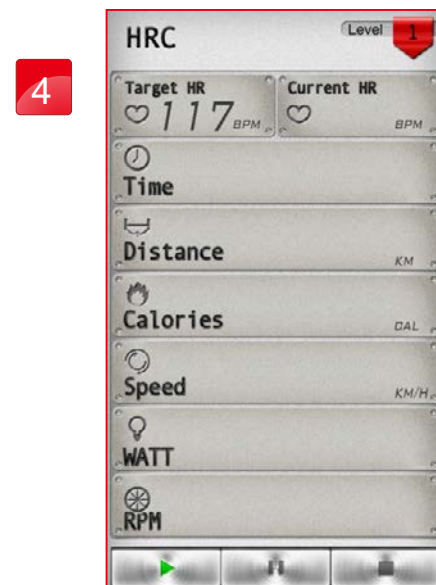 4
HRC
Level 1
Target HR
117 BPM
Current HR
BPM
Time
Distance
KM
Calories
CAL
Speed
KM/H
WATT
RPM